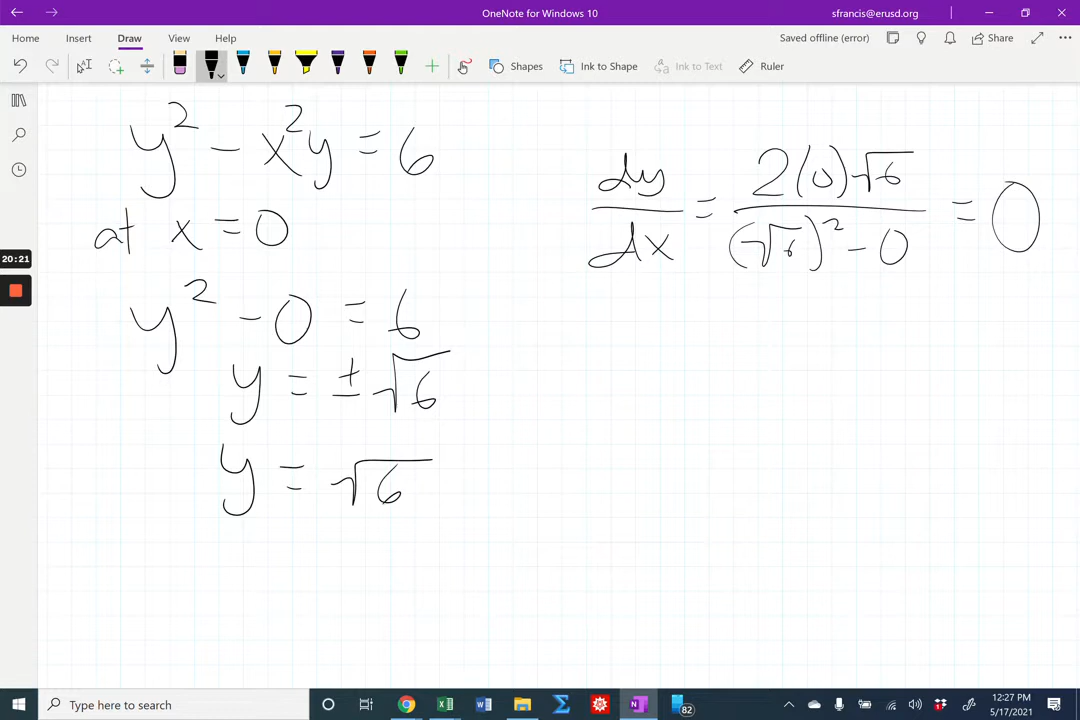 OneNote for Windows 10
sfrancis@erusd.org
Home Insert Draw View Help
Saved offline (error)
Share
Shapes
Ink to Shape
Ink to Text
Ruler
y² - x²y = 6
at x = 0
y² - 0 = 6
y = ±√6
y = √6
dy/dx = 2(0)√6/(√6)² - 0 = 0
20:21
Type here to search
82
12:27 PM
5/17/2021